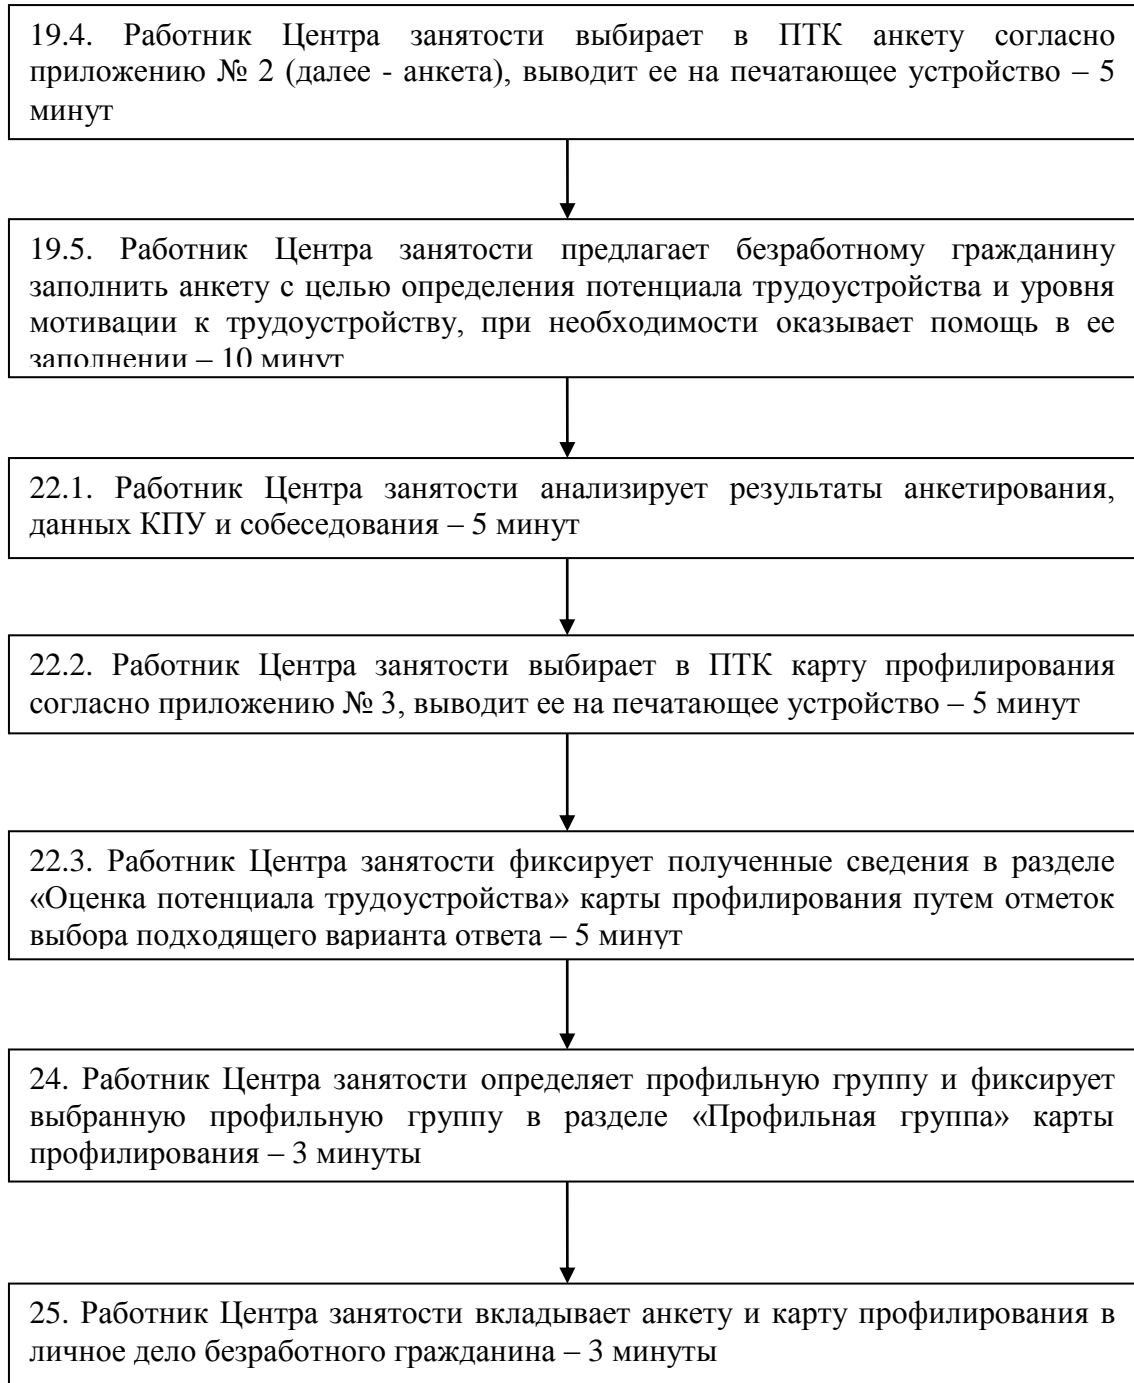 19.4. Работник Центра занятости выбирает в ПТК анкету согласно
приложению № 2 (далее - анкета), выводит ее на печатающее устройство – 5
минут
19.5. Работник Центра занятости предлагает безработному гражданину
заполнить анкету с целью определения потенциала трудоустройства и уровня
мотивации к трудоустройству, при необходимости оказывает помощь в ее
заполнении – 10 минут
22.1. Работник Центра занятости анализирует результаты анкетирования,
данных КПУ и собеседования – 5 минут
22.2. Работник Центра занятости выбирает в ПТК карту профилирования
согласно приложению № 3, выводит ее на печатающее устройство – 5 минут
22.3. Работник Центра занятости фиксирует полученные сведения в разделе
«Оценка потенциала трудоустройства» карты профилирования путем отметок
выбора подходящего варианта ответа – 5 минут
24. Работник Центра занятости определяет профильную группу и фиксирует
выбранную профильную группу в разделе «Профильная группа» карты
профилирования – 3 минуты
25. Работник Центра занятости вкладывает анкету и карту профилирования в
личное дело безработного гражданина – 3 минуты